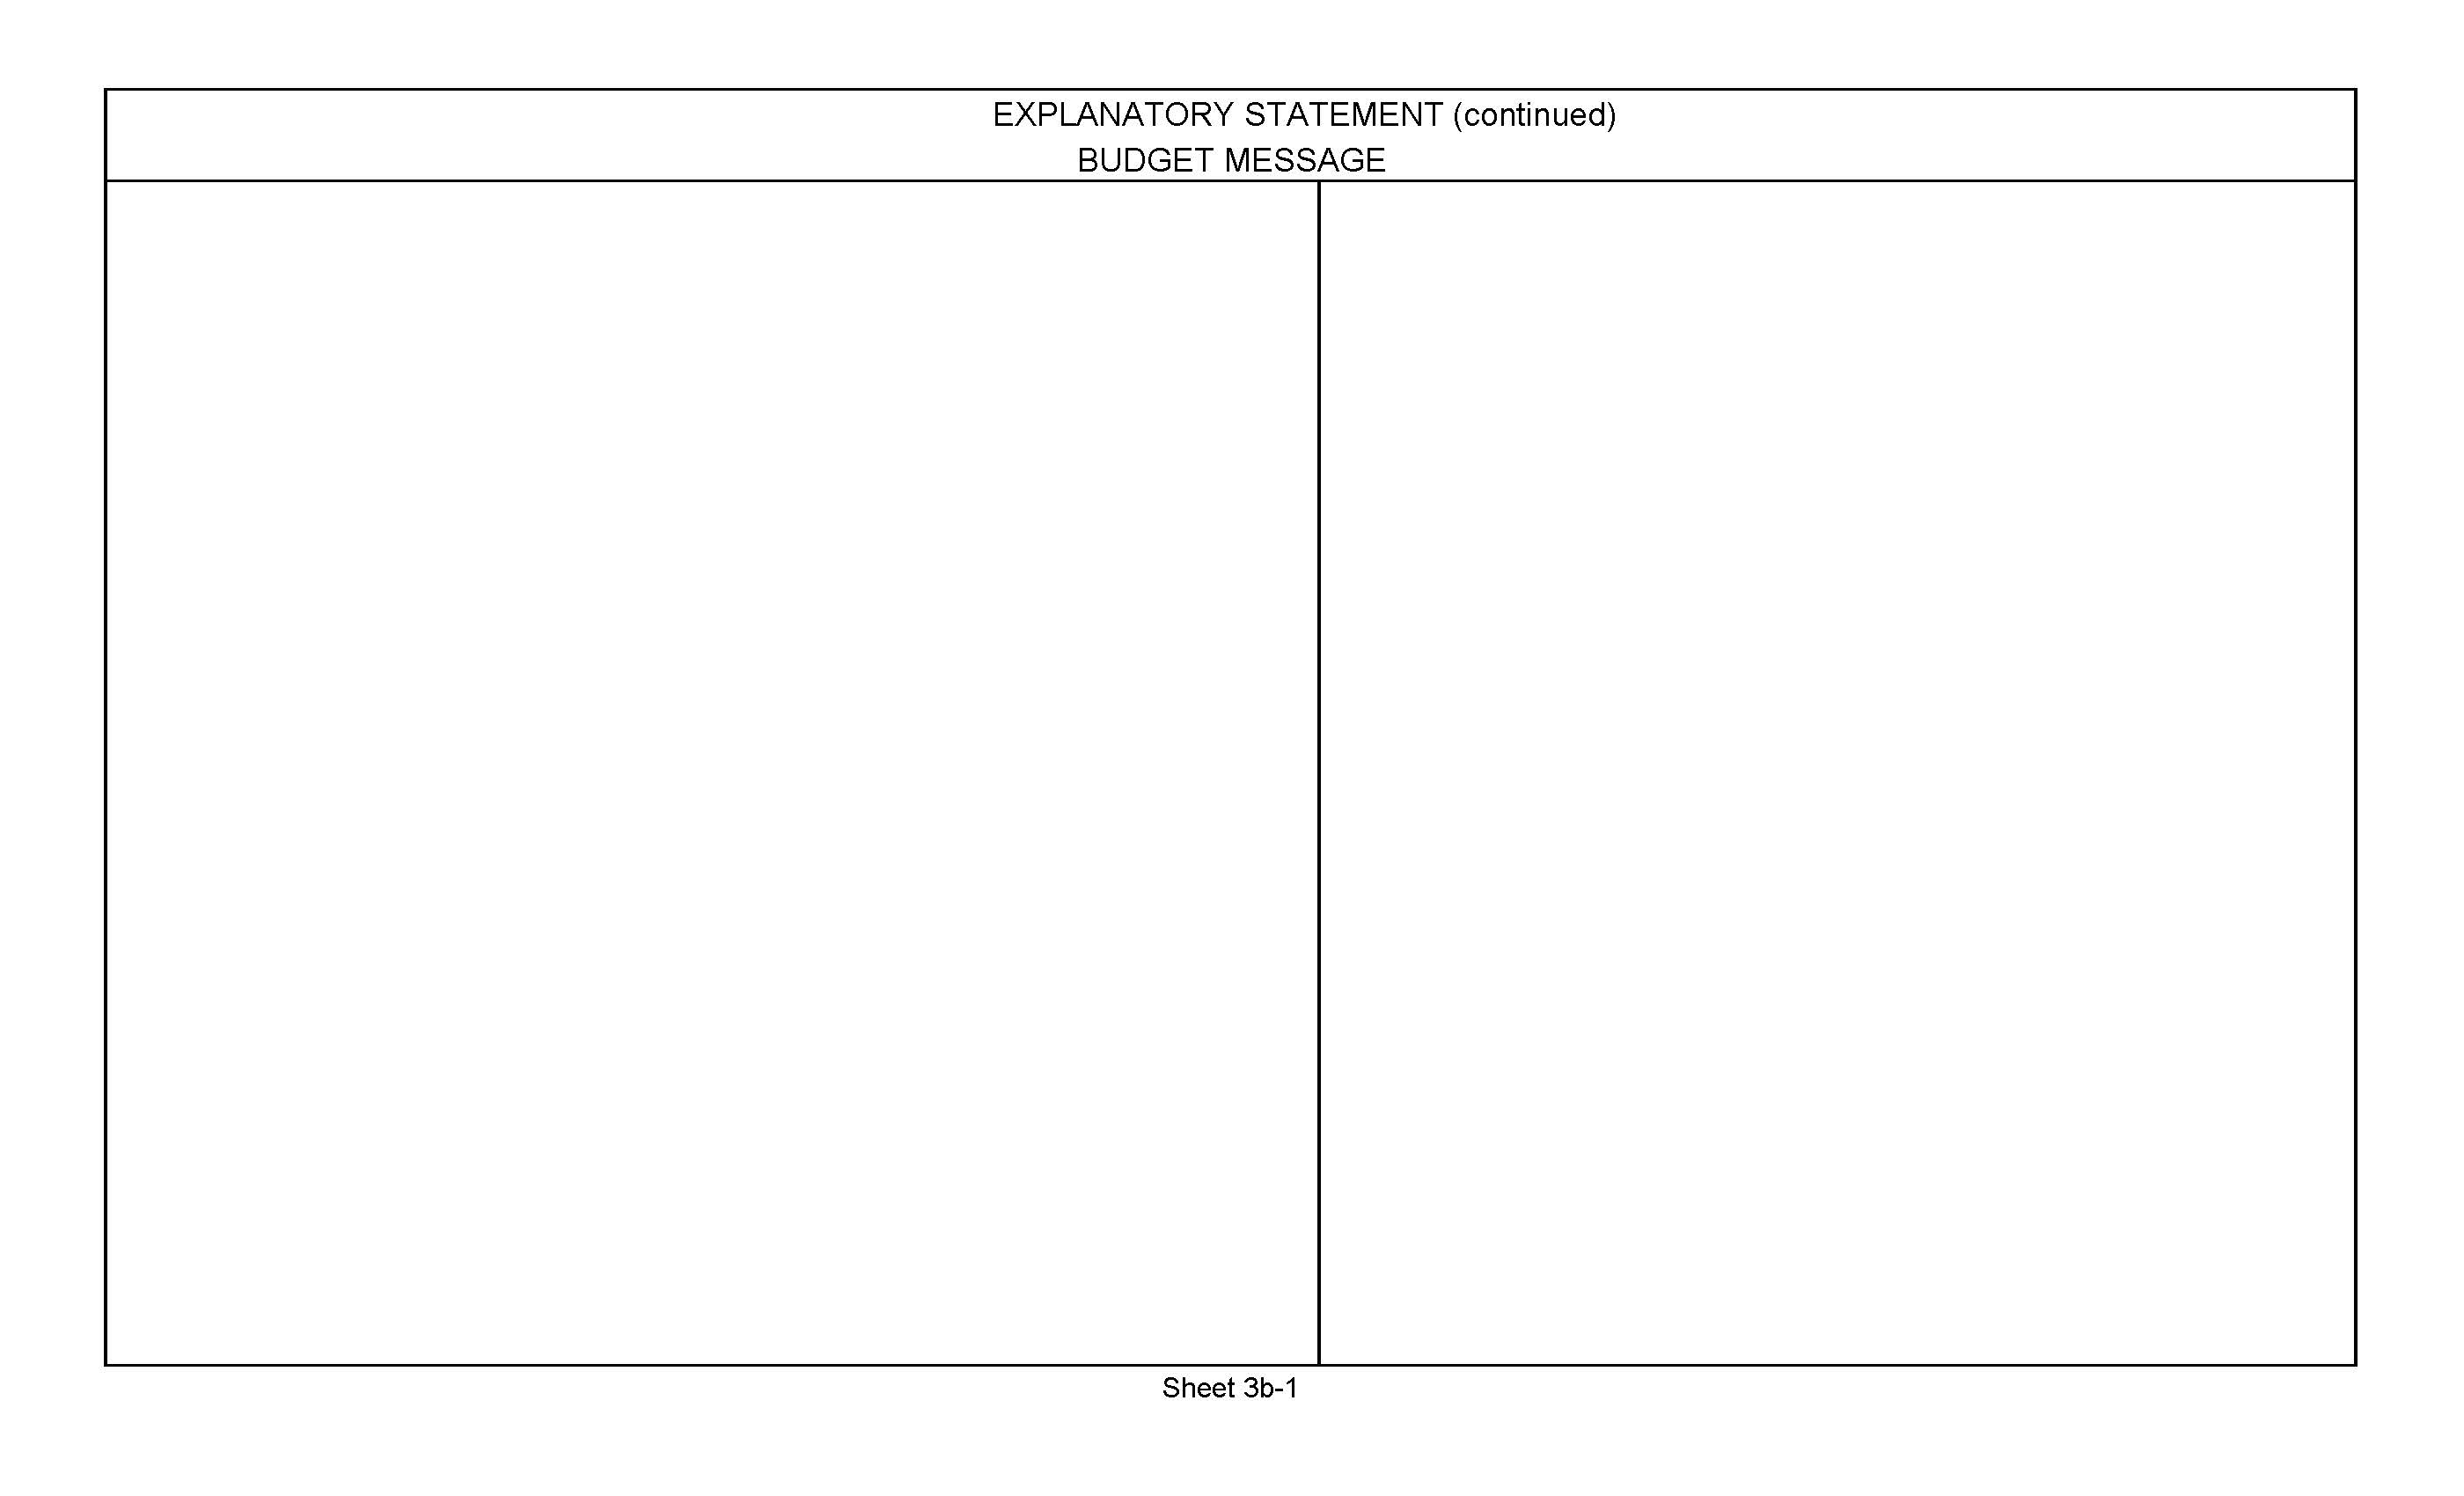 EXPLANATORY STATEMENT (continued)
BUDGET MESSAGE
Sheet 3b-1